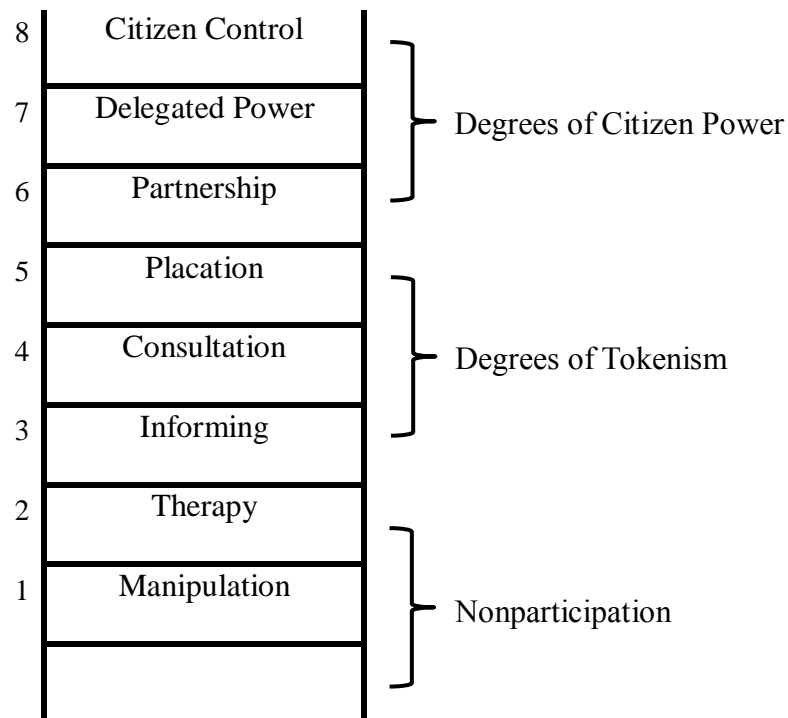 8 Citizen Control
7 Delegated Power
Degrees of Citizen Power
6 Partnership
5 Placation
4 Consultation
Degrees of Tokenism
3 Informing
2 Therapy
1 Manipulation
Nonparticipation